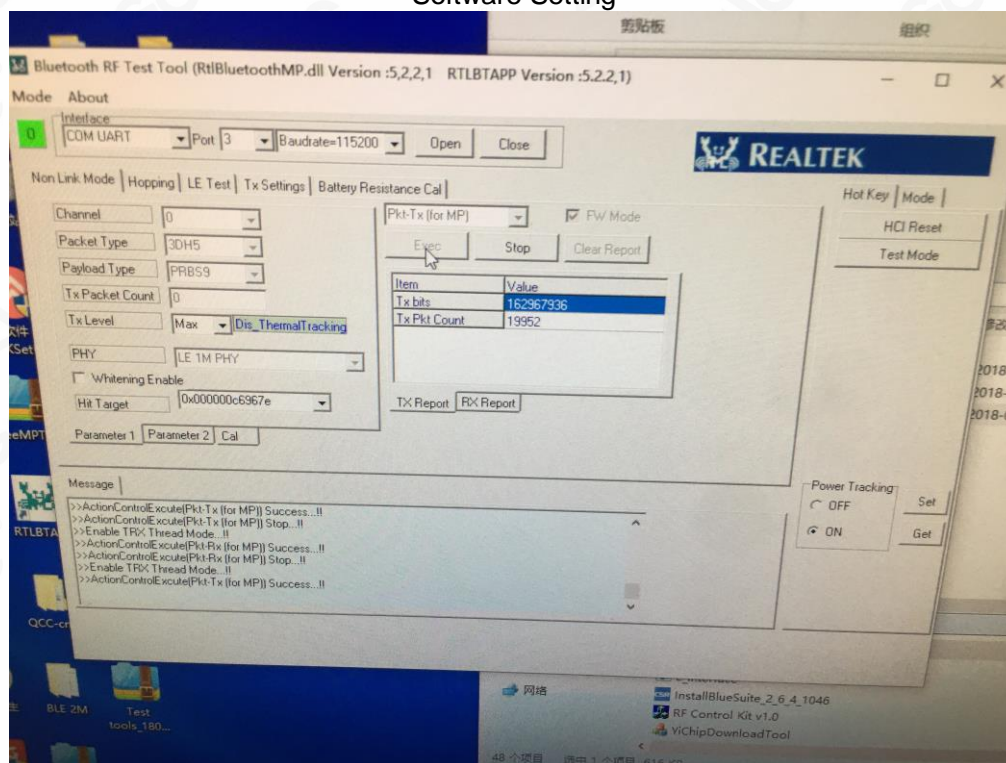 Software Setting
剪贴板
组织
Bluetooth RF Test Tool (RtlBluetoothMP.dll Version :5,2,2,1 RTLBTAPP Version :5.2.2,1)
Mode About
Interface
0
COM UART
Port 3
Baudrate=115200
Open
Close
REALTEK
Non Link Mode
Hopping
LE Test
Tx Settings
Battery Resistance Cal
Hot Key
Mode
Channel
0
Pkt-Tx (for MP)
FW Mode
HCI Reset
Packet Type
3DH5
Exec
Stop
Clear Report
Test Mode
Payload Type
PRBS9
Item
Value
Tx Packet Count
0
Tx bits
162967936
Tx Level
Max
Dis_ThermalTracking
Tx Pkt Count
19952
PHY
LE 1M PHY
Whitening Enable
Hit Target
0x000000c6967e
TX Report
RX Report
Parameter 1
Parameter 2
Cal
Message
>>ActionControlExcute(Pkt-Tx (for MP)) Success...!!
>>ActionControlExcute(Pkt-Tx (for MP)) Stop...!!
>>Enable TRX Thread Mode...!!
>>ActionControlExcute(Pkt-Rx (for MP)) Success...!!
>>ActionControlExcute(Pkt-Rx (for MP)) Stop...!!
>>Enable TRX Thread Mode...!!
>>ActionControlExcute(Pkt-Tx (for MP)) Success...!!
Power Tracking
OFF
Set
ON
Get
RTLBTA
BLE 2M
Test
tools_180...
网络
InstallBlueSuite_2_6_4_1046
RF Control Kit v1.0
YiChipDownloadTool
48 个项目